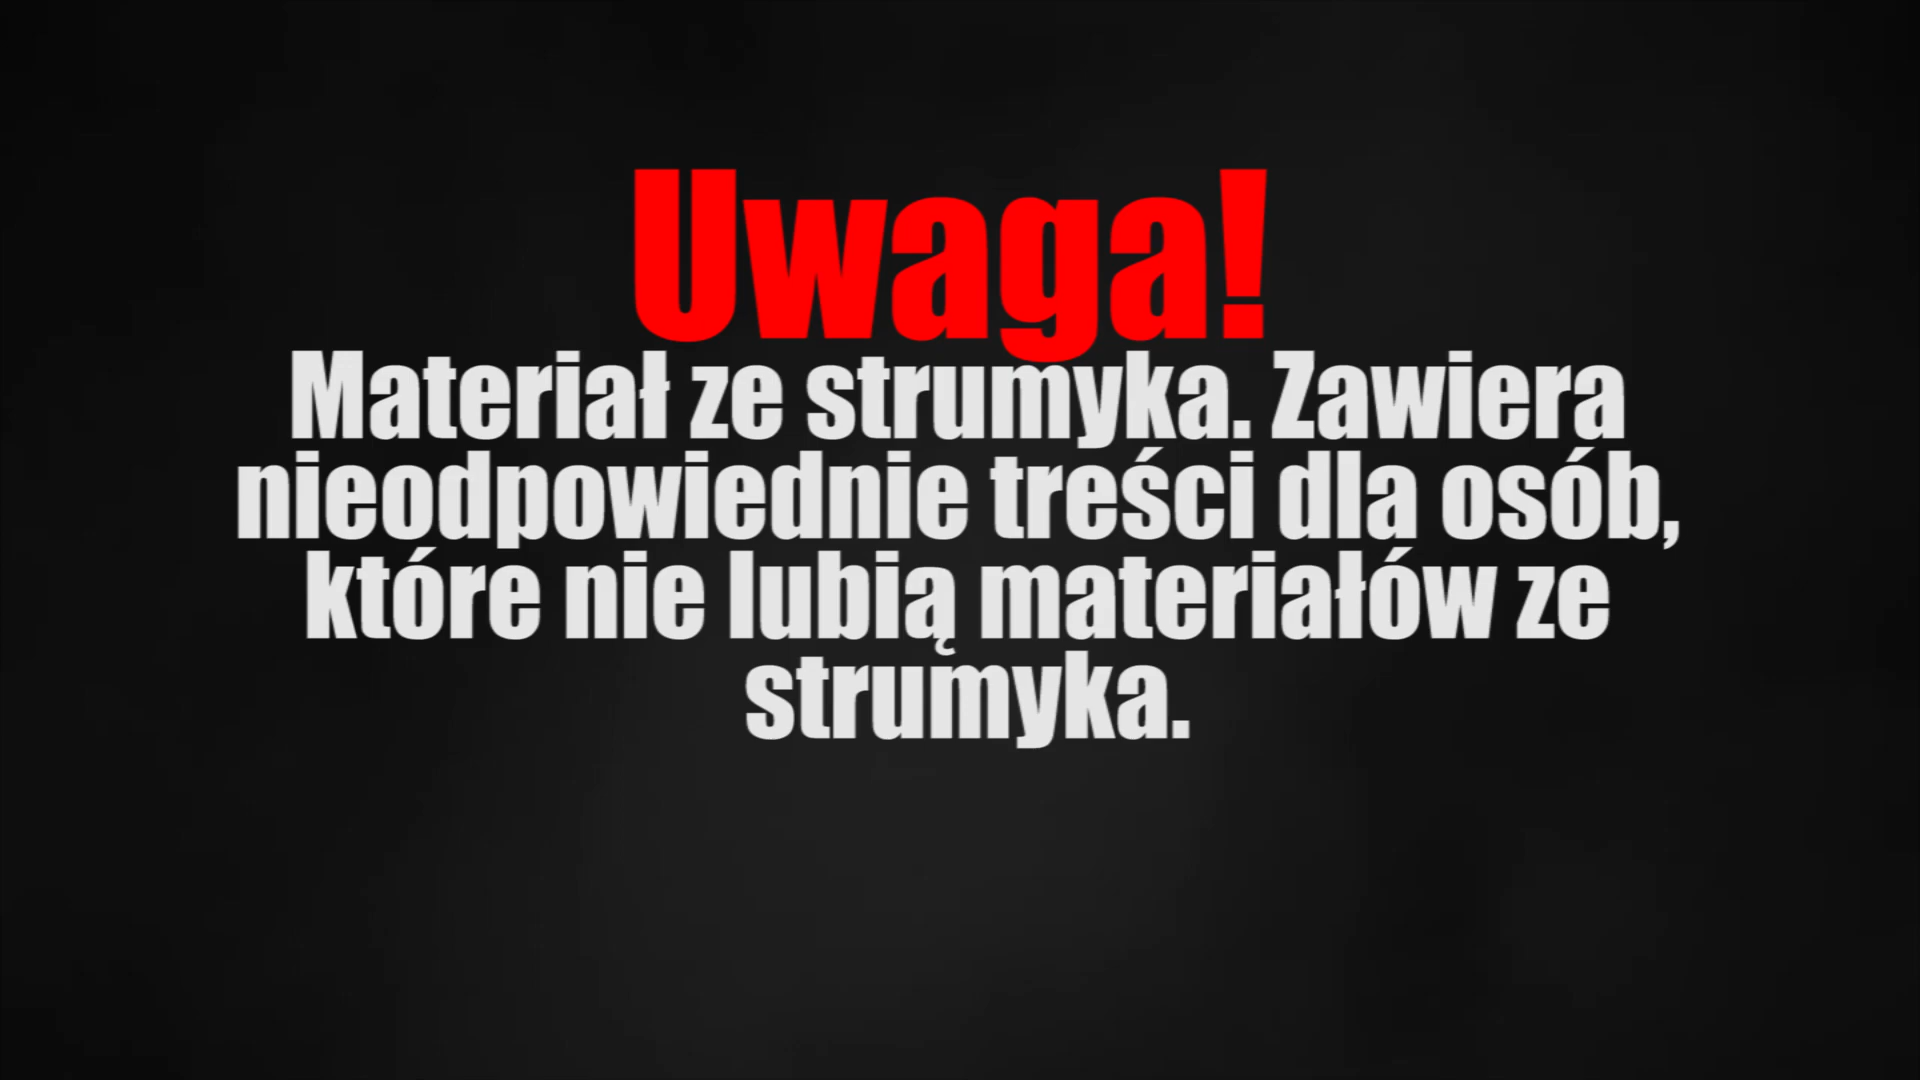 Uwaga!
Materiał ze strumyka. Zawiera
nieodpowiednie treści dla osób,
które nie lubią materiałów ze
strumyka.